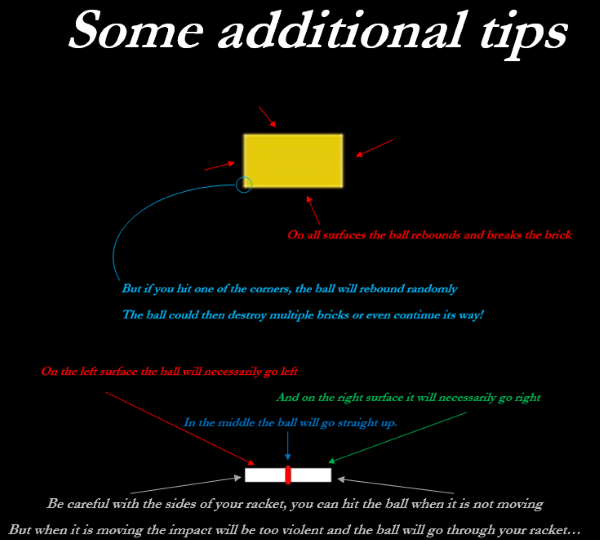 Some additional tips
On all surfaces the ball rebounds and breaks the brick
But if you hit one of the corners, the ball will rebound randomly
The ball could then destroy multiple bricks or even continue its way!
On the left surface the ball will necessarily go left
And on the right surface it will necessarily go right
In the middle the ball will go straight up.
Be careful with the sides of your racket, you can hit the ball when it is not moving
But when it is moving the impact will be too violent and the ball will go through your racket…